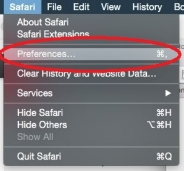 Safari File Edit View History Bo
About Safari
Safari Extensions
Preferences... ⌘,
Clear History and Website Data...
Services ▶
Hide Safari ⌘H
Hide Others ⌥⌘H
Show All
Quit Safari ⌘Q